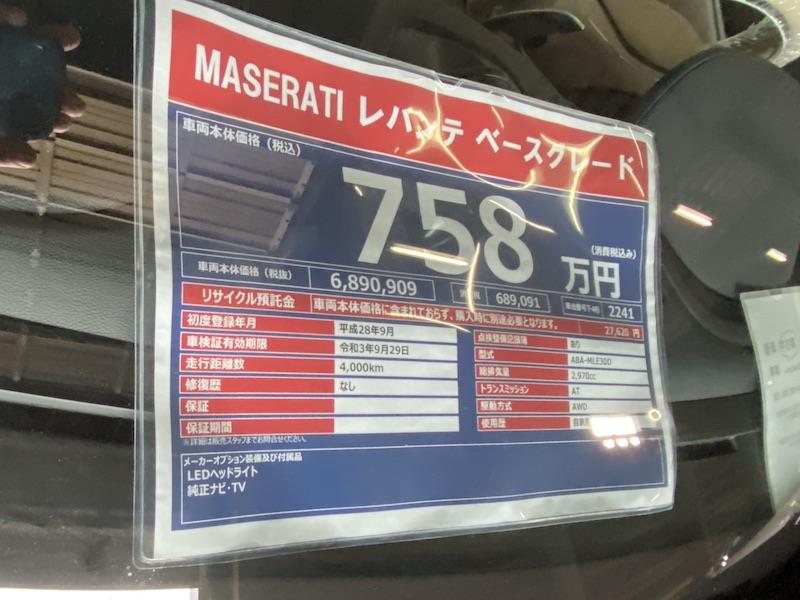 MASERATI レバンテ ベースグレード
車両本体価格（税込）
758 万円
（消費税込み）
車両本体価格（税抜） 6,890,909 689,091 車台番号下4桁 2241
リサイクル預託金 車両本体価格に含まれておらず、購入時に別途必要となります。 27,620 円
初度登録年月 平成28年9月
車検証有効期限 令和3年9月29日
走行距離数 4,000km
修復歴 なし
保証
保証期間
点検整備記録簿 あり
型式 ABA-MLE30D
総排気量 2,970cc
トランスミッション AT
駆動方式 AWD
使用歴
※詳細は販売スタッフまでお問合せください。
メーカーオプション装備及び付属品
LEDヘッドライト
純正ナビ・TV